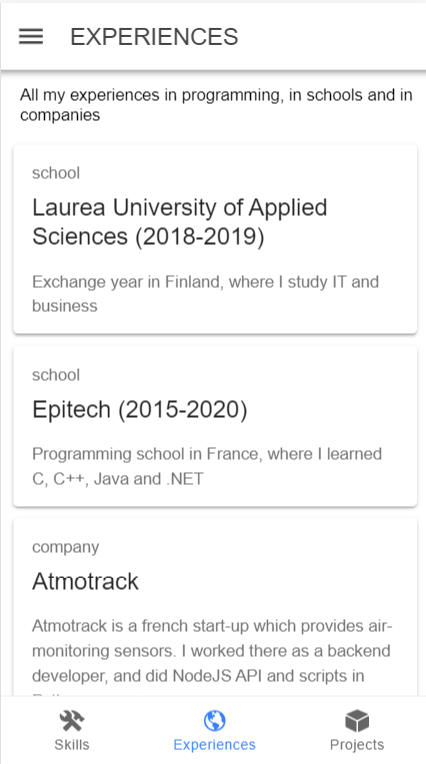 EXPERIENCES
All my experiences in programming, in schools and in
companies
school
Laurea University of Applied
Sciences (2018-2019)
Exchange year in Finland, where I study IT and
business
school
Epitech (2015-2020)
Programming school in France, where I learned
C, C++, Java and .NET
company
Atmotrack
Atmotrack is a french start-up which provides air-
monitoring sensors. I worked there as a backend
developer, and did NodeJS API and scripts in
Skills
Experiences
Projects